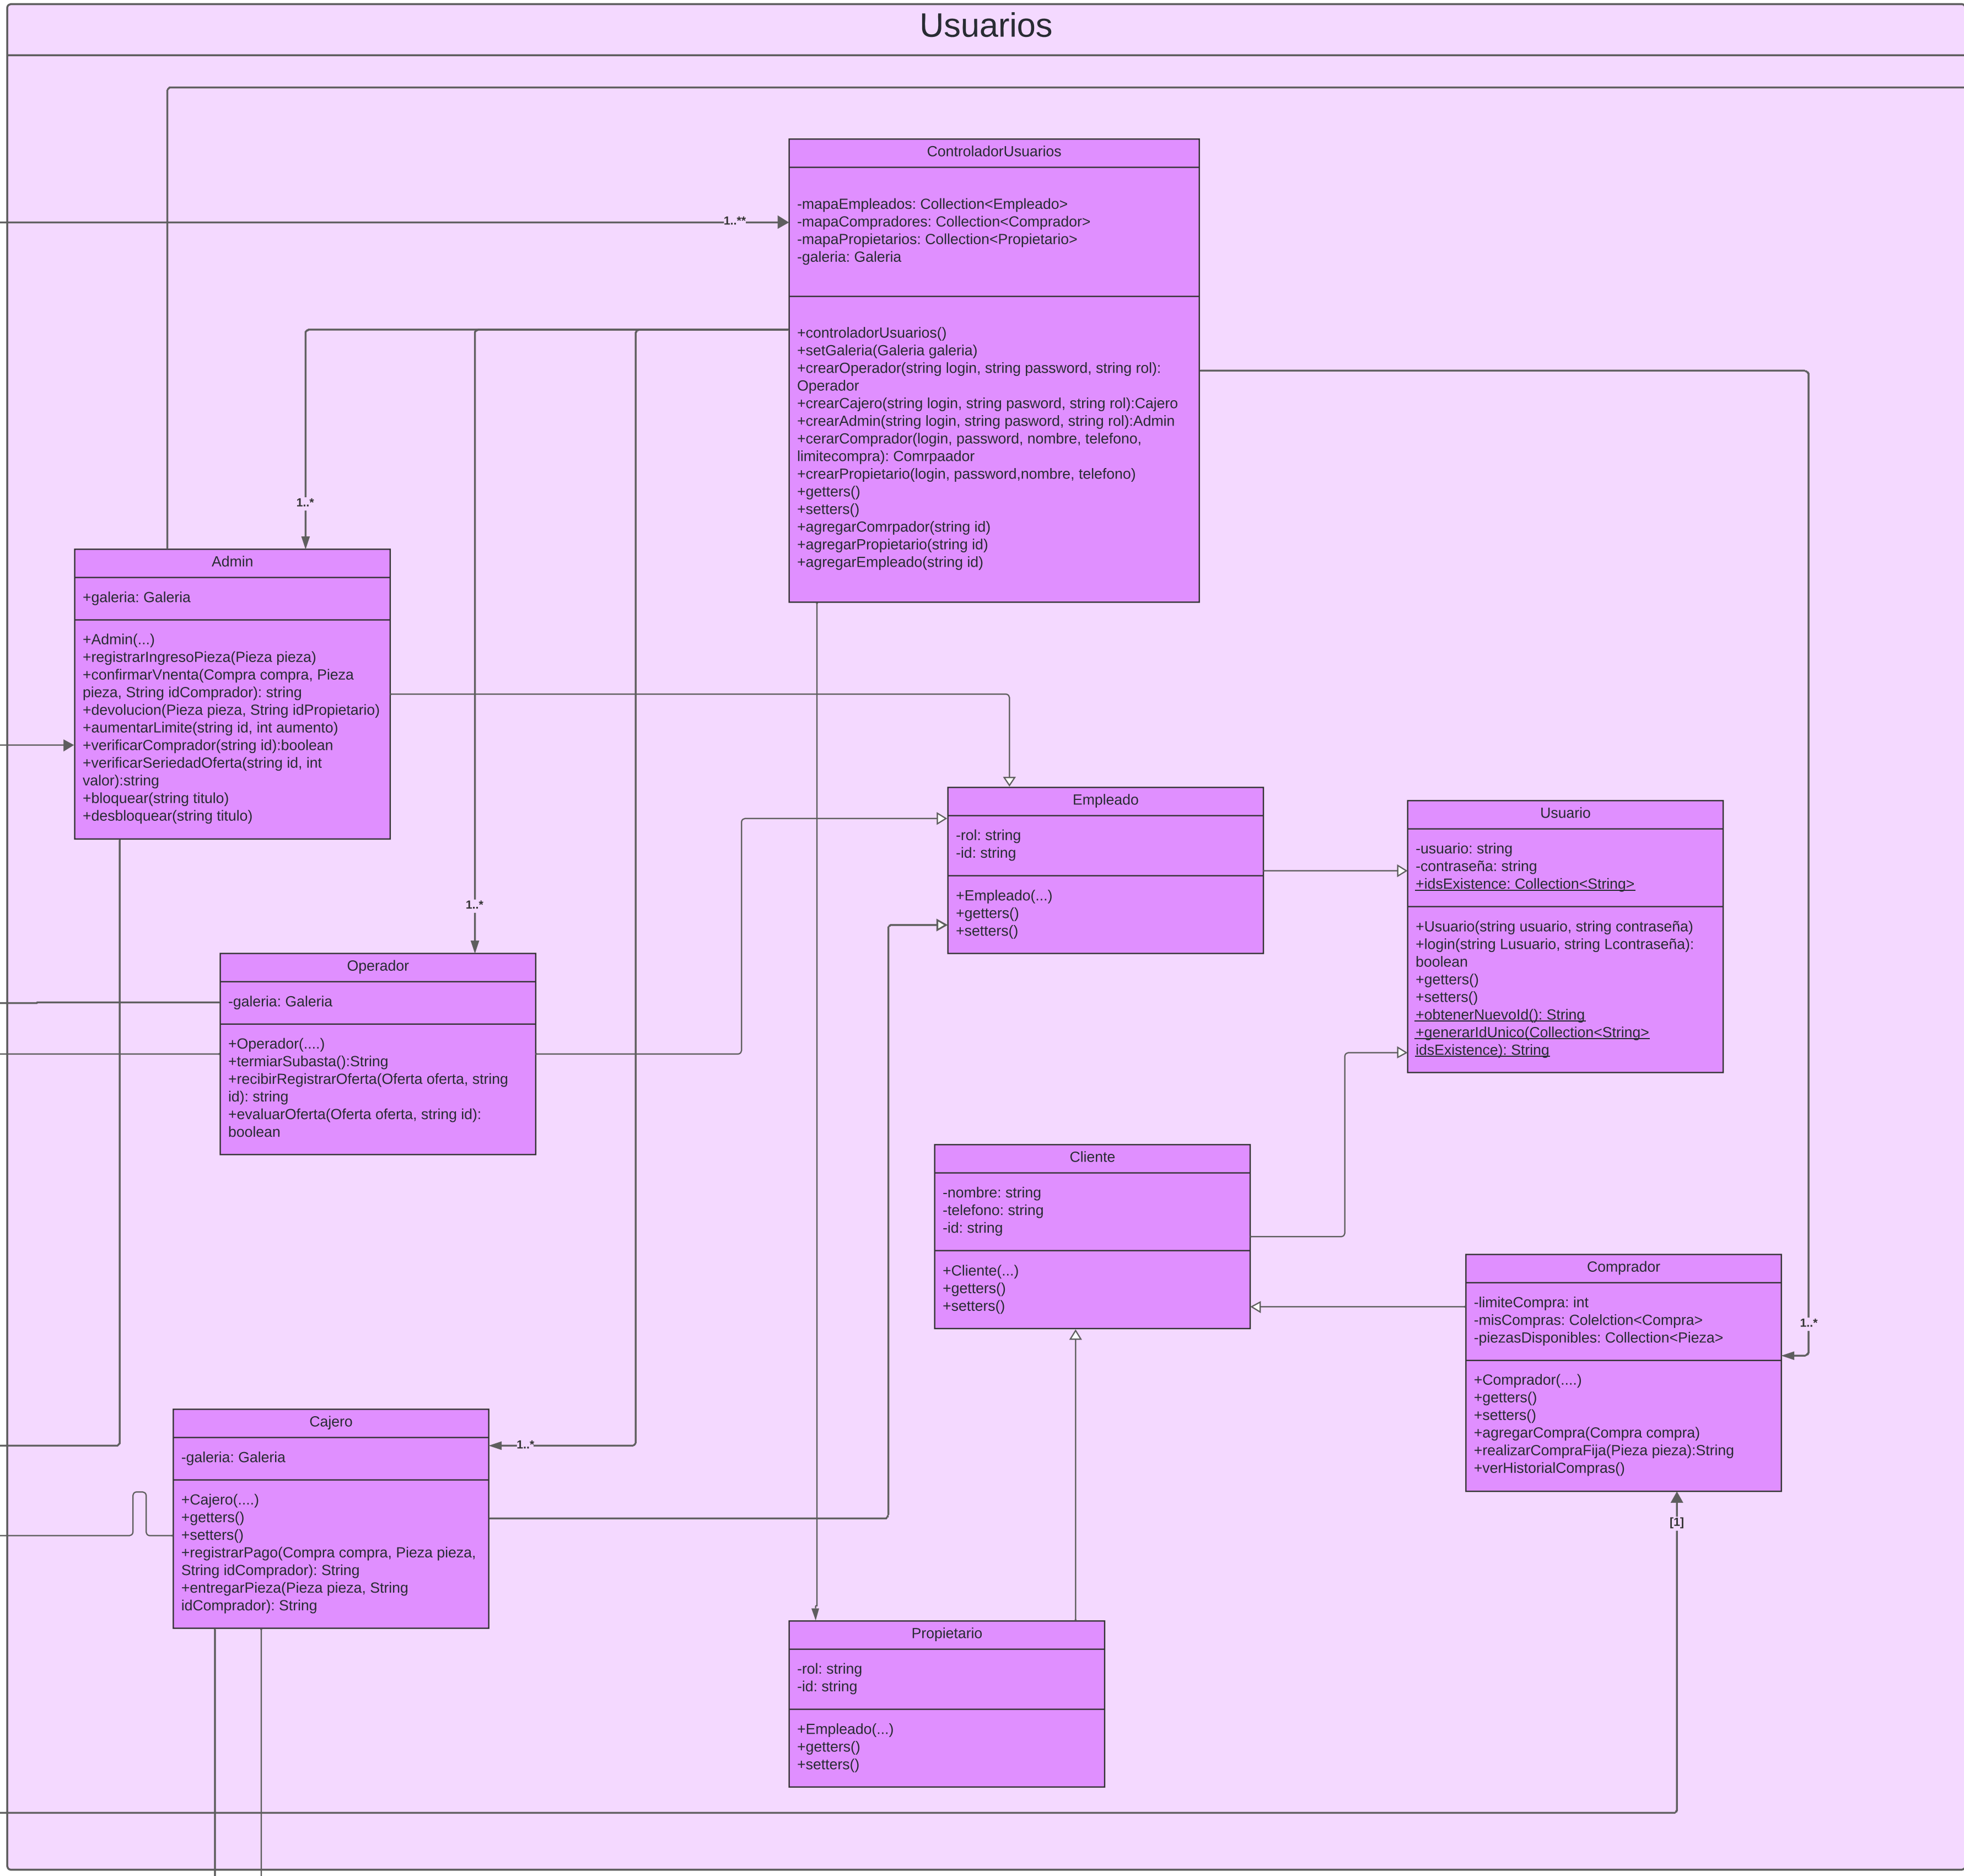 Usuarios
ControladorUsuarios
-mapaEmpleados: Collection<Empleado>
-mapaCompradores: Collection<Comprador>
-mapaPropietarios: Collection<Propietario>
-galeria: Galeria
+controladorUsuarios()
+setGaleria(Galeria galeria)
+crearOperador(string login, string password, string rol):
Operador
+crearCajero(string login, string pasword, string rol):Cajero
+crearAdmin(string login, string pasword, string rol):Admin
+cerarComprador(login, password, nombre, telefono,
limitecompra): Comrpaador
+crearPropietario(login, password,nombre, telefono)
+getters()
+setters()
+agregarComrpador(string id)
+agregarPropietario(string id)
+agregarEmpleado(string id)
1..**
1..*
Admin
+galeria: Galeria
+Admin(...)
+registrarIngresoPieza(Pieza pieza)
+confirmarVnenta(Compra compra, Pieza
pieza, String idComprador): string
+devolucion(Pieza pieza, String idPropietario)
+aumentarLimite(string id, int aumento)
+verificarComprador(string id):boolean
+verificarSeriedadOferta(string id, int
valor):string
+bloquear(string titulo)
+desbloquear(string titulo)
Empleado
-rol: string
-id: string
+Empleado(...)
+getters()
+setters()
Usuario
-usuario: string
-contraseña: string
+idsExistence: Collection<String>
+Usuario(string usuario, string contraseña)
+login(string Lusuario, string Lcontraseña):
boolean
+getters()
+setters()
+obtenerNuevoId(): String
+generarIdUnico(Collection<String>
idsExistence): String
1..*
Operador
-galeria: Galeria
+Operador(....)
+termiarSubasta():String
+recibirRegistrarOferta(Oferta oferta, string
id): string
+evaluarOferta(Oferta oferta, string id):
boolean
Cliente
-nombre: string
-telefono: string
-id: string
+Cliente(...)
+getters()
+setters()
Comprador
-limiteCompra: int
-misCompras: Colelction<Compra>
-piezasDisponibles: Collection<Pieza>
+Comprador(....)
+getters()
+setters()
+agregarCompra(Compra compra)
+realizarCompraFija(Pieza pieza):String
+verHistorialCompras()
1..*
[1]
Cajero
-galeria: Galeria
+Cajero(....)
+getters()
+setters()
+registrarPago(Compra compra, Pieza pieza,
String idComprador): String
+entregarPieza(Pieza pieza, String
idComprador): String
1..*
Propietario
-rol: string
-id: string
+Empleado(...)
+getters()
+setters()